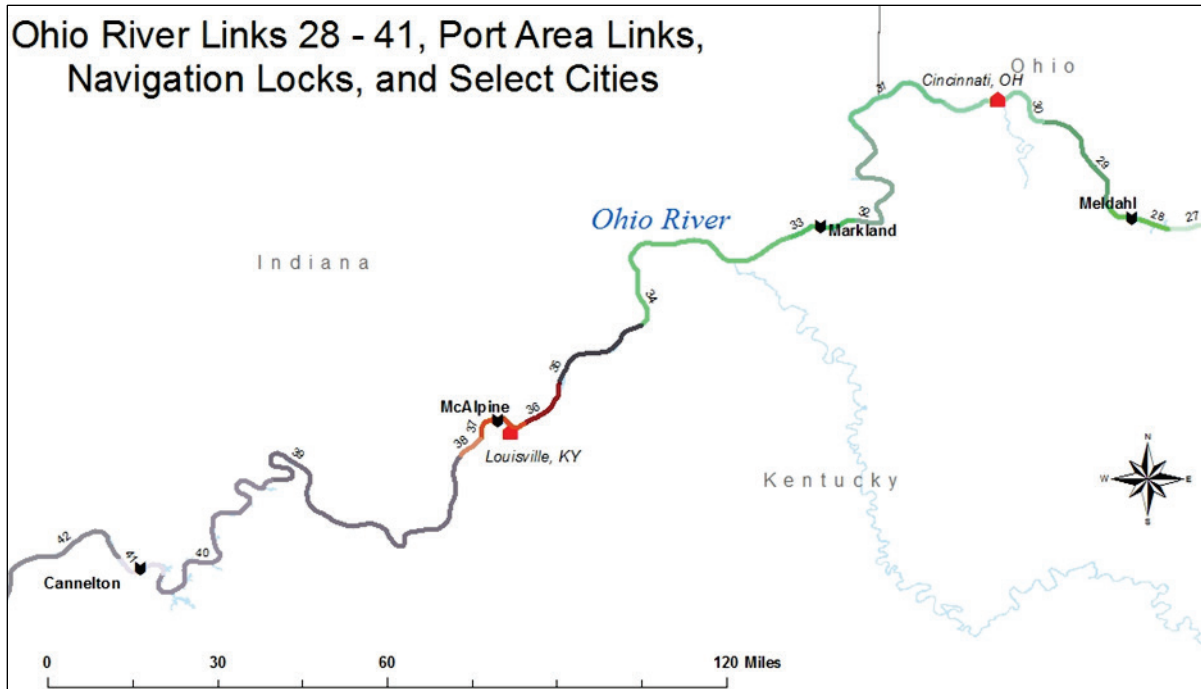 Ohio River Links 28 - 41, Port Area Links,
Navigation Locks, and Select Cities
Ohio
Cincinnati, OH
31
30
29
Meldahl
28
27
32
33
Markland
Ohio River
Indiana
34
35
McAlpine
36
37
38
Louisville, KY
39
Kentucky
N
W
E
S
42
41
40
Cannelton
0
30
60
120 Miles